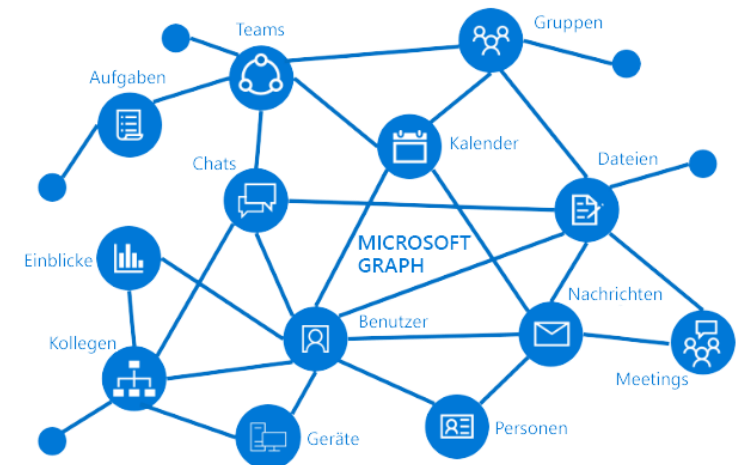 Gruppen
Teams
Aufgaben
Kalender
Dateien
Chats
MICROSOFT
GRAPH
Einblicke
Nachrichten
Benutzer
Kollegen
Meetings
Personen
Geräte